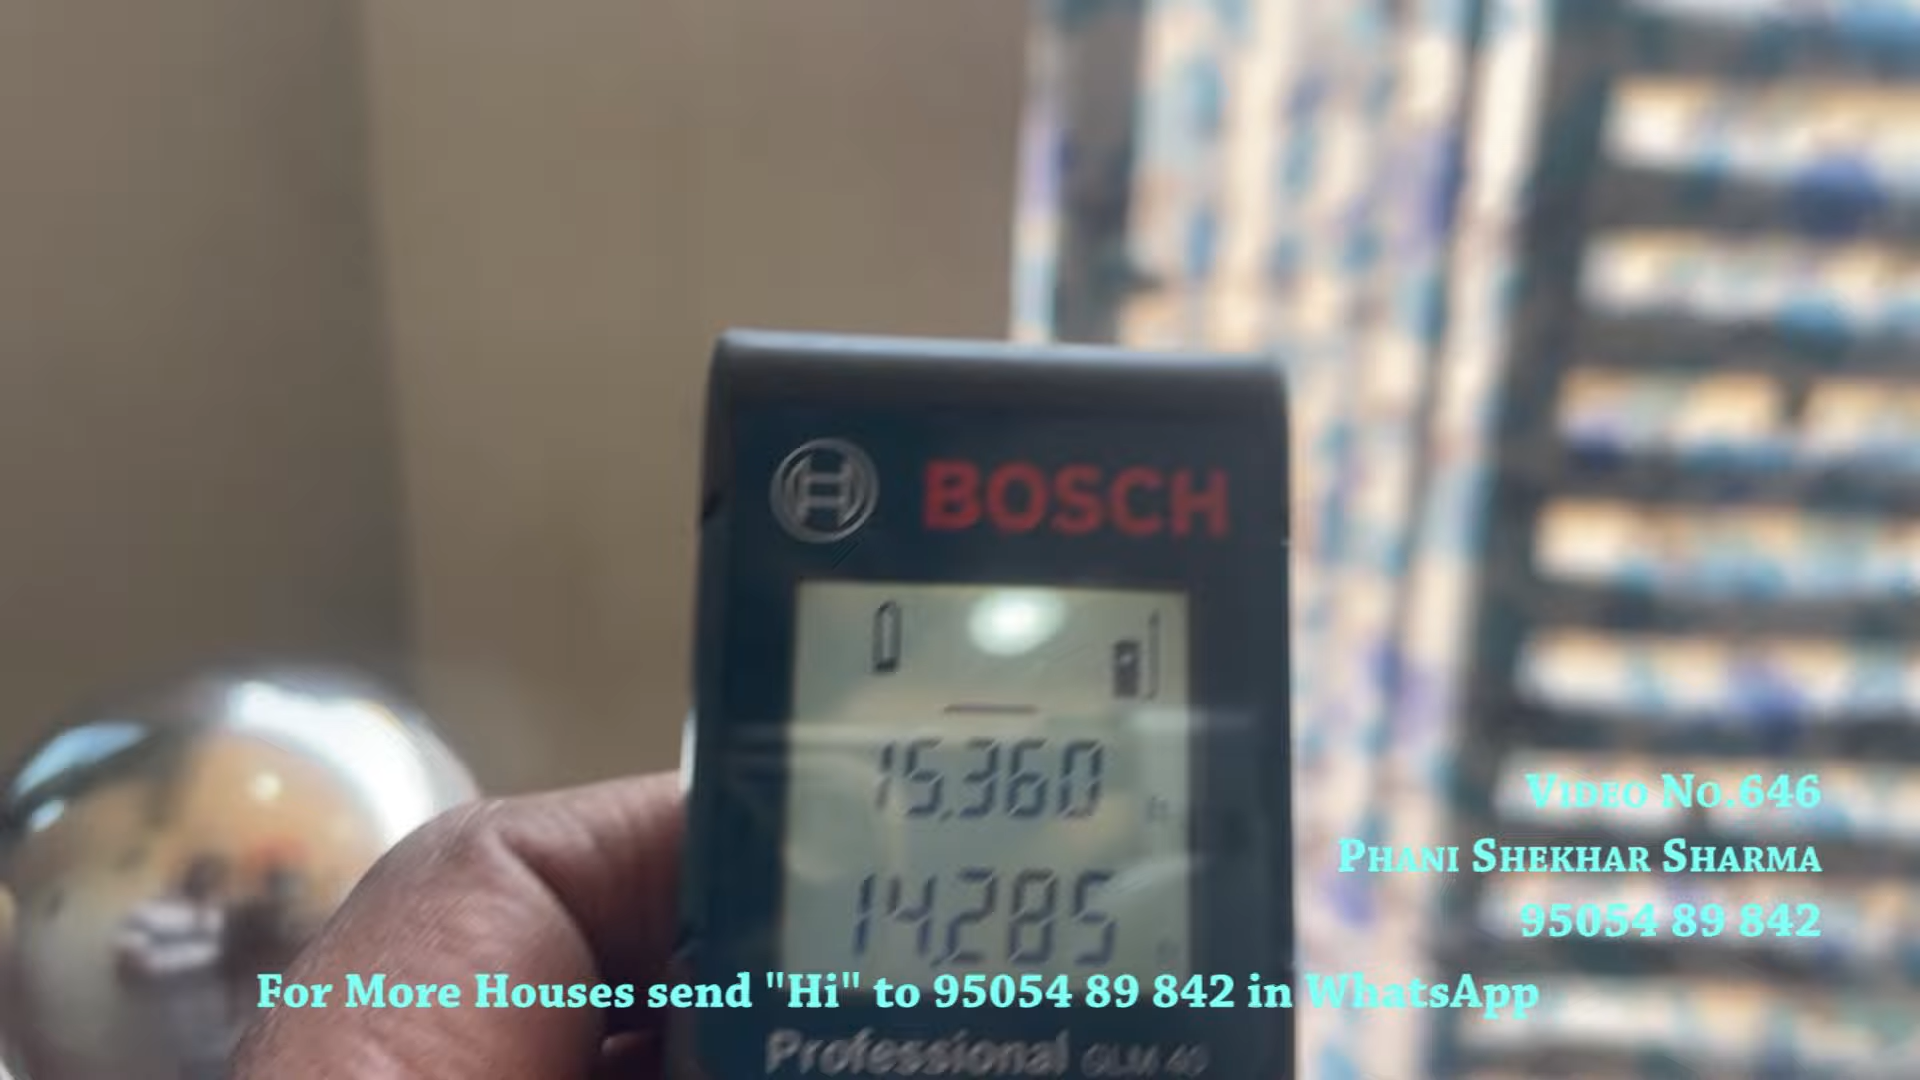 BOSCH
15.360
14.285
Video No.646
Phani Shekhar Sharma
95054 89 842
For More Houses send "Hi" to 95054 89 842 in WhatsApp
Professional GLM 40